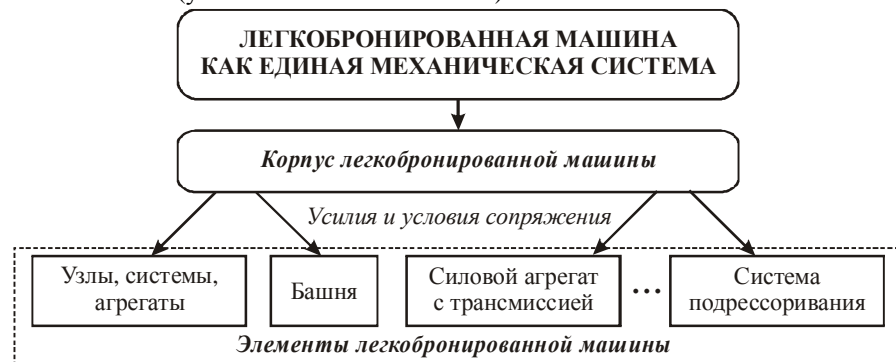 ЛЕГКОБРОНИРОВАННАЯ МАШИНА
КАК ЕДИНАЯ МЕХАНИЧЕСКАЯ СИСТЕМА
Корпус легкобронированной машины
Усилия и условия сопряжения
Узлы, системы,
агрегаты
Башня
Силовой агрегат
с трансмиссией
...
Система
подрессоривания
Элементы легкобронированной машины